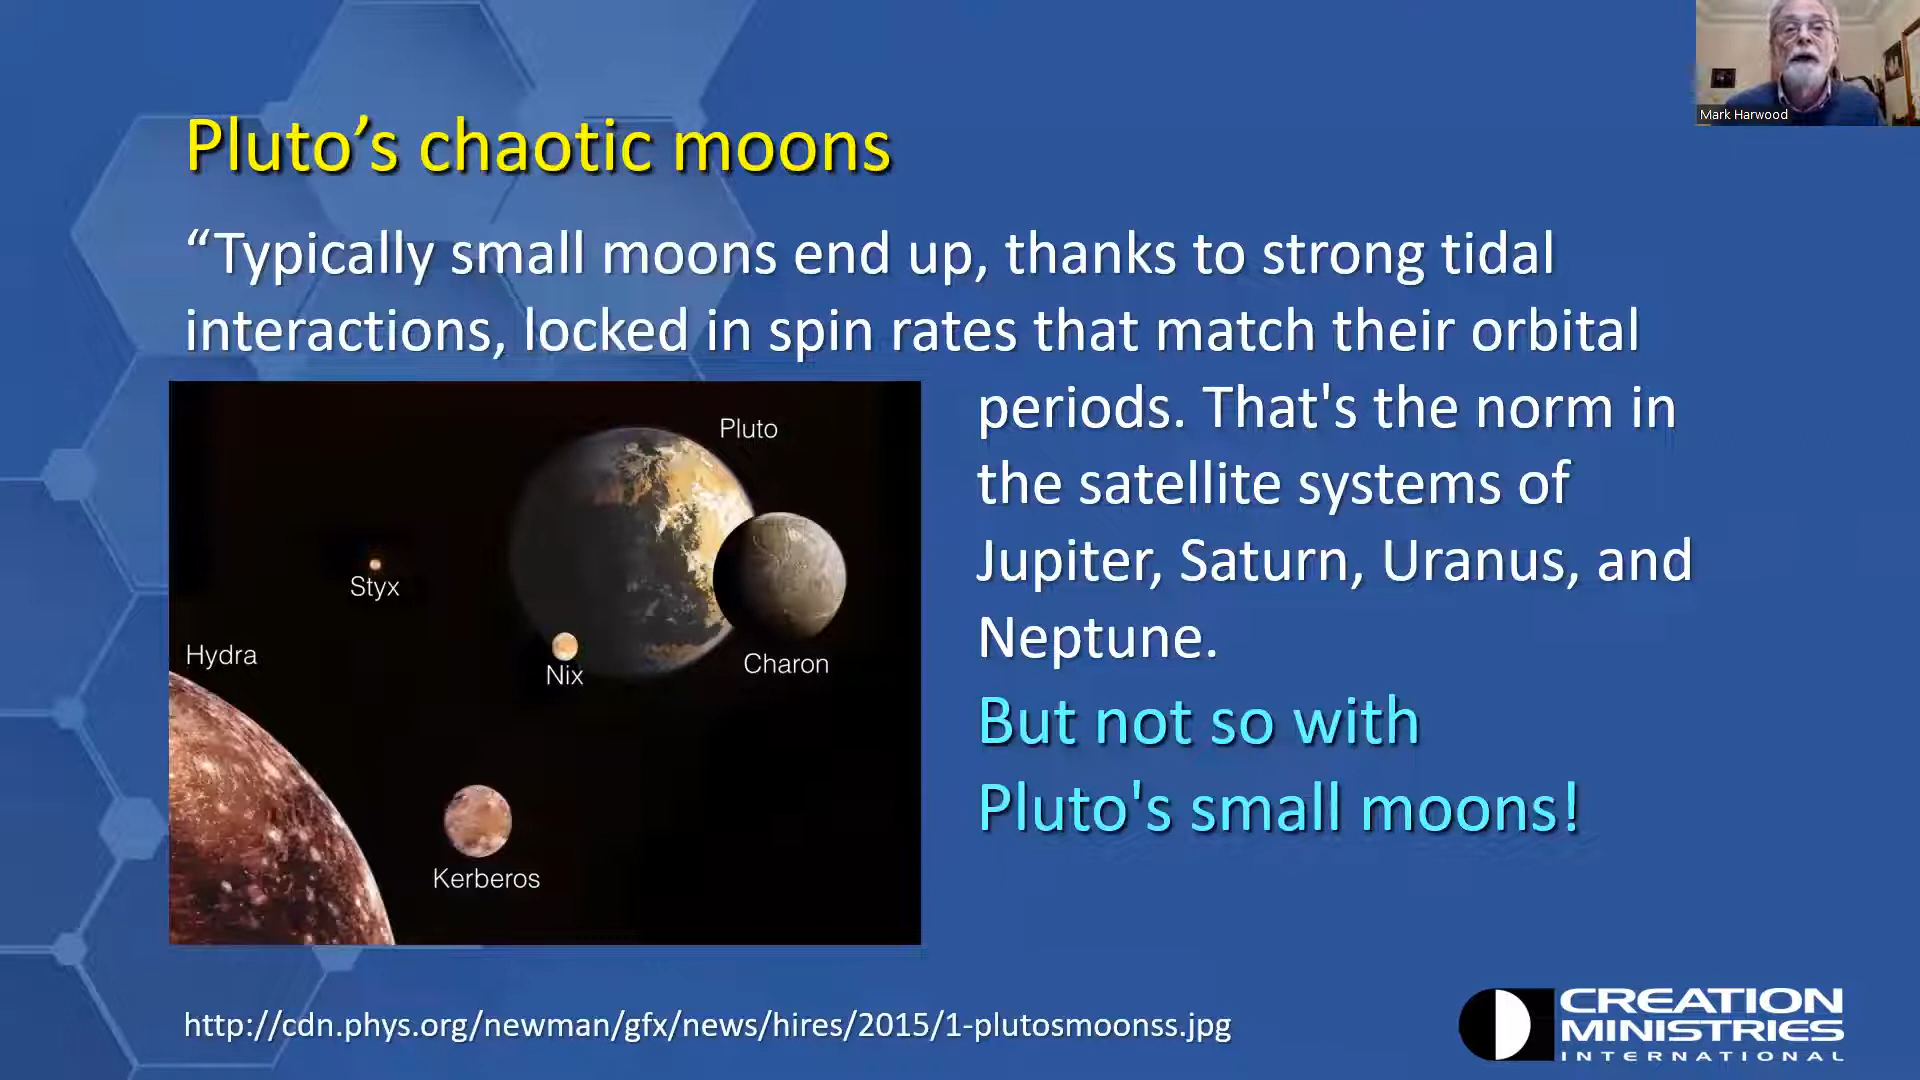 Mark Harwood
Pluto’s chaotic moons
“Typically small moons end up, thanks to strong tidal
interactions, locked in spin rates that match their orbital
periods. That's the norm in
the satellite systems of
Jupiter, Saturn, Uranus, and
Neptune.
But not so with
Pluto's small moons!
Pluto
Styx
Hydra
Nix
Charon
Kerberos
http://cdn.phys.org/newman/gfx/news/hires/2015/1-plutosmoonss.jpg
CREATION
MINISTRIES
INTERNATIONAL